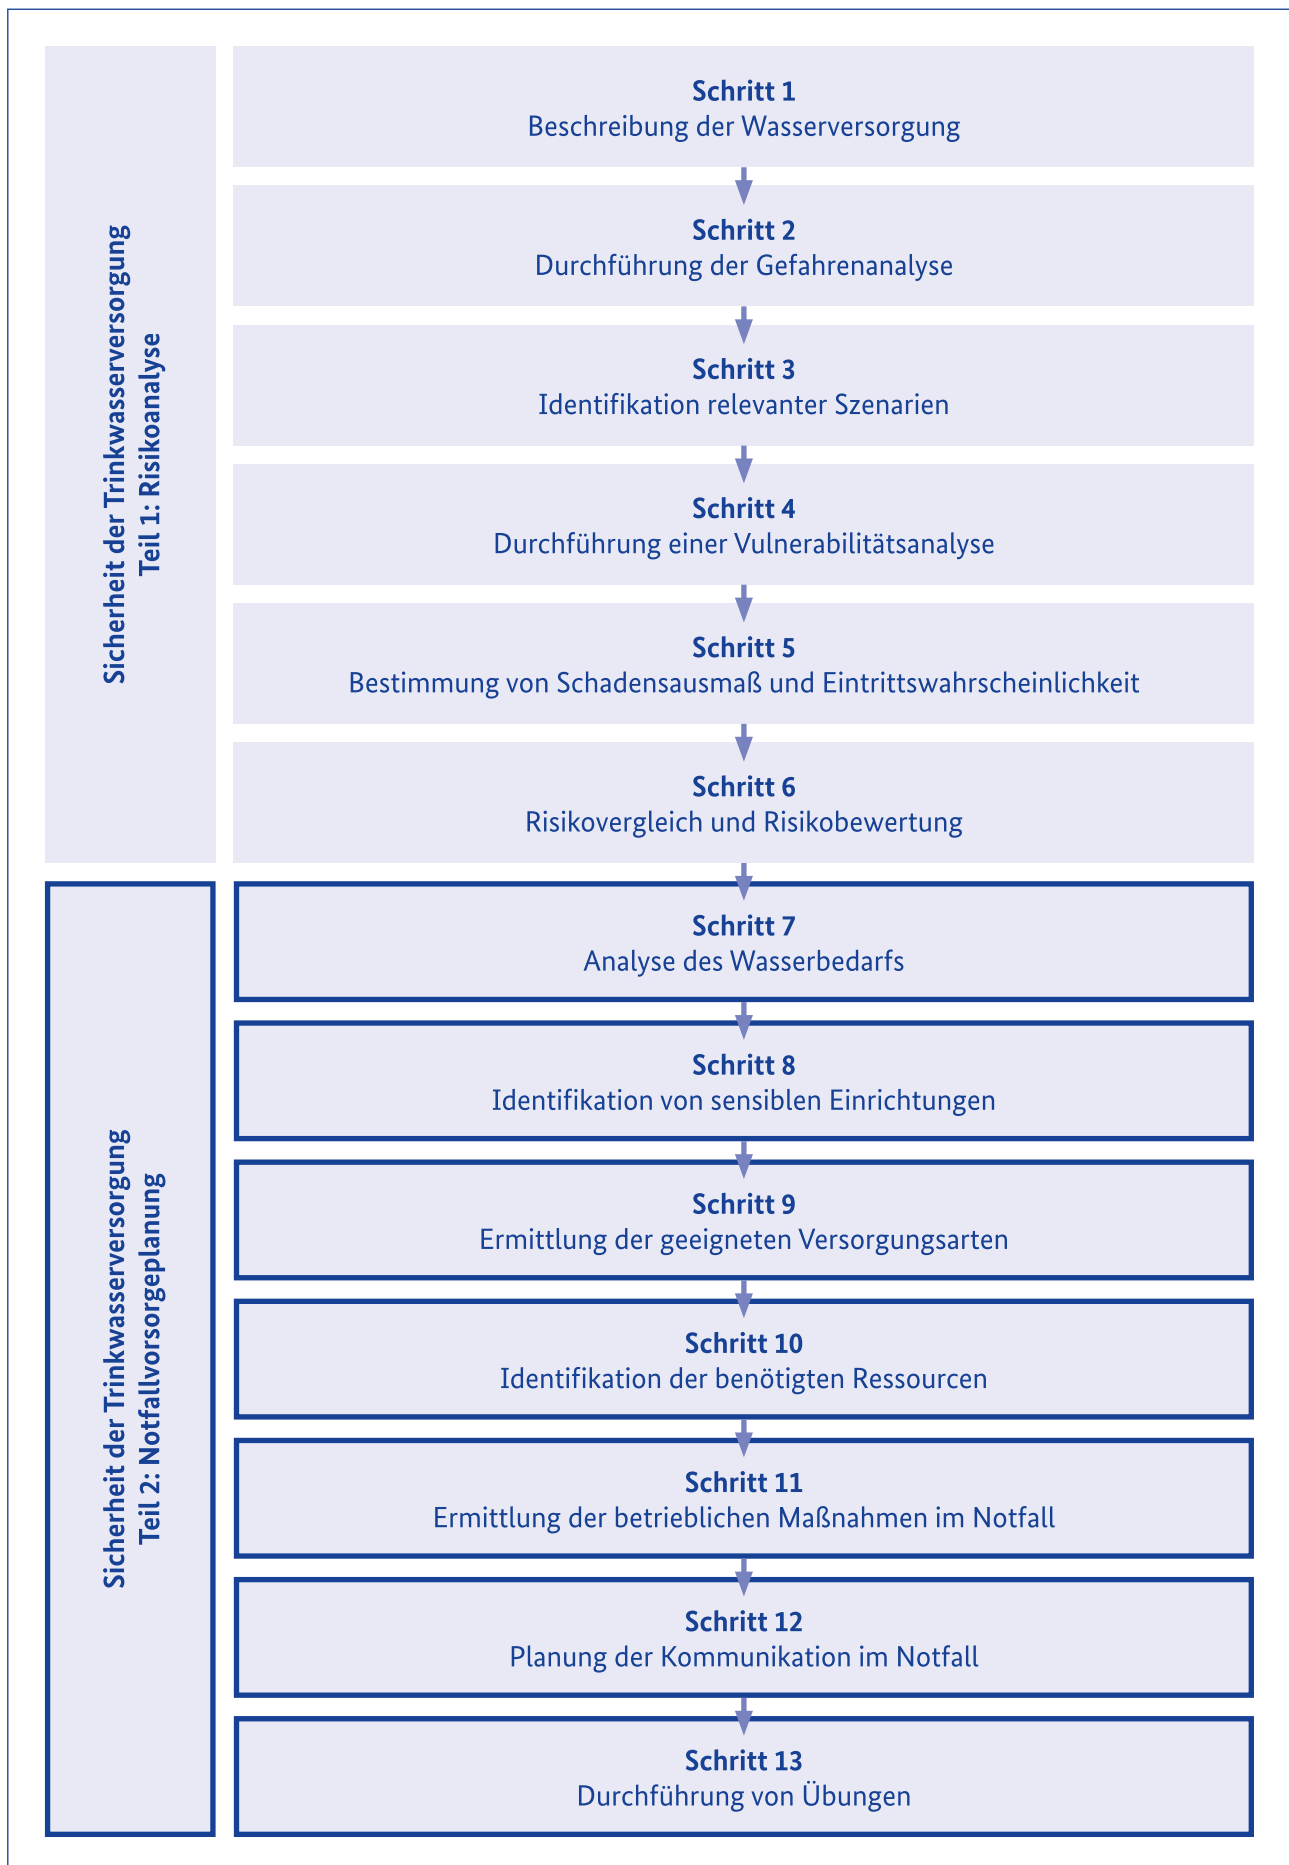 Sicherheit der Trinkwasserversorgung
Teil 1: Risikoanalyse
Schritt 1
Beschreibung der Wasserversorgung
Schritt 2
Durchführung der Gefahrenanalyse
Schritt 3
Identifikation relevanter Szenarien
Schritt 4
Durchführung einer Vulnerabilitätsanalyse
Schritt 5
Bestimmung von Schadensausmaß und Eintrittswahrscheinlichkeit
Schritt 6
Risikovergleich und Risikobewertung
Sicherheit der Trinkwasserversorgung
Teil 2: Notfallvorsorgeplanung
Schritt 7
Analyse des Wasserbedarfs
Schritt 8
Identifikation von sensiblen Einrichtungen
Schritt 9
Ermittlung der geeigneten Versorgungsarten
Schritt 10
Identifikation der benötigten Ressourcen
Schritt 11
Ermittlung der betrieblichen Maßnahmen im Notfall
Schritt 12
Planung der Kommunikation im Notfall
Schritt 13
Durchführung von Übungen